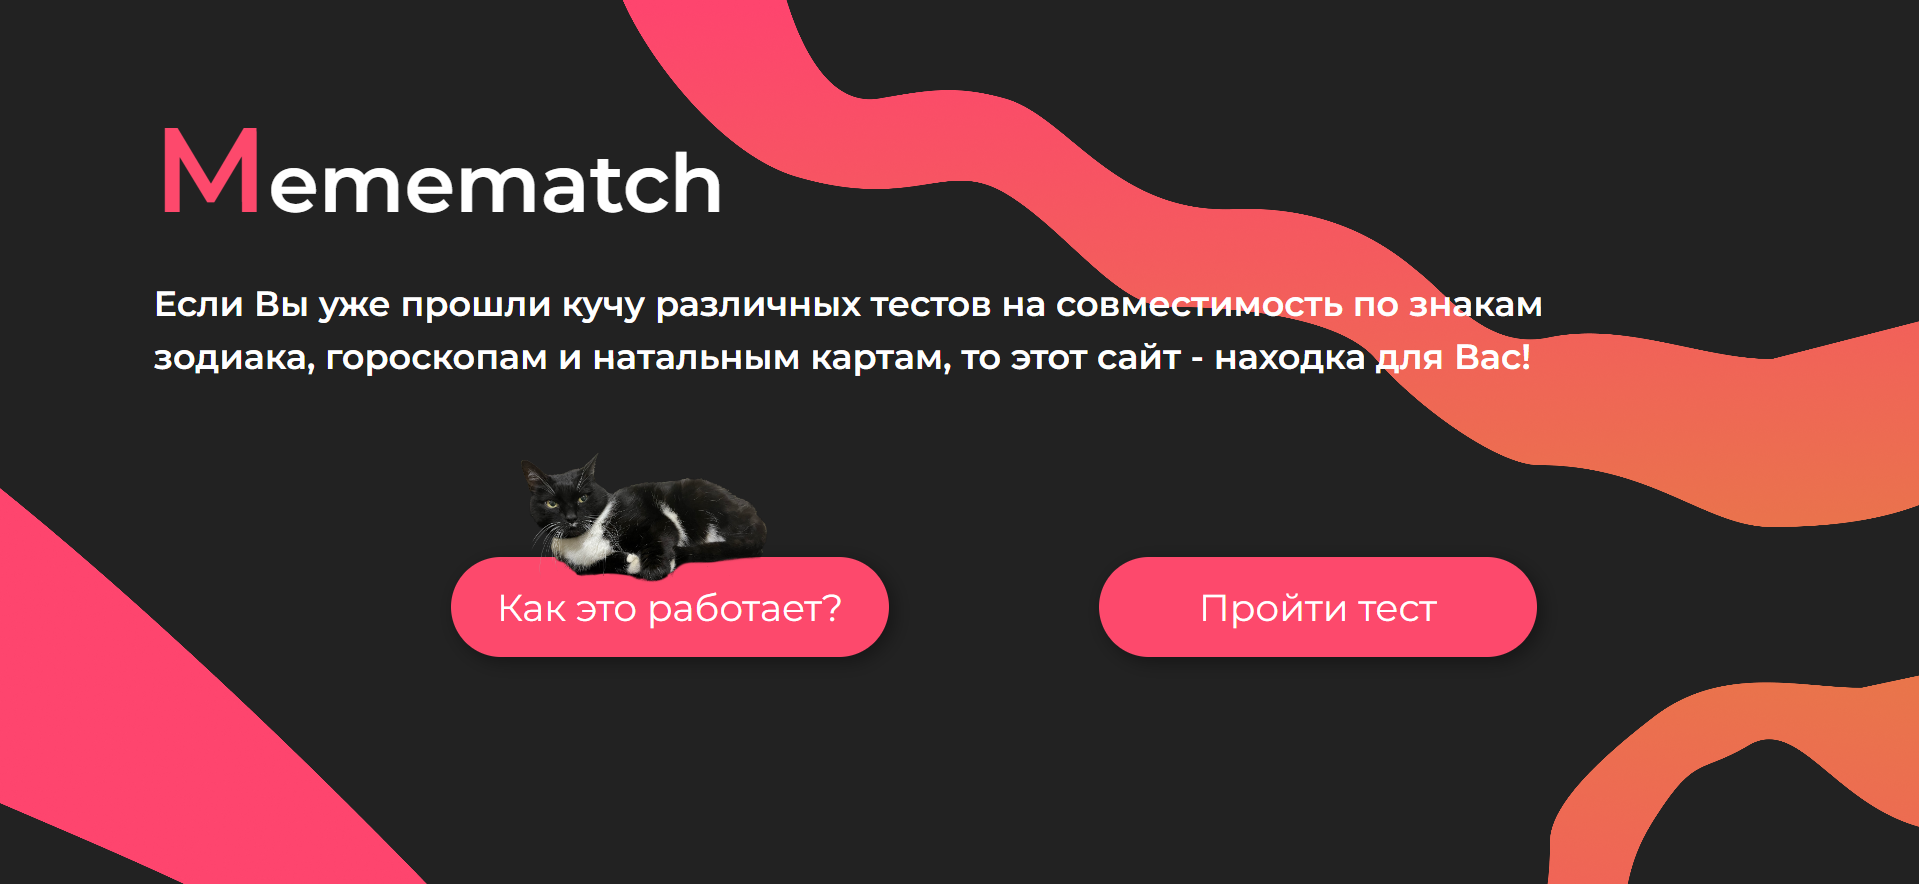 Mемematch
Если Вы уже прошли кучу различных тестов на совместимость по знакам
зодиака, гороскопам и натальным картам, то этот сайт - находка для Вас!
Как это работает?
Пройти тест